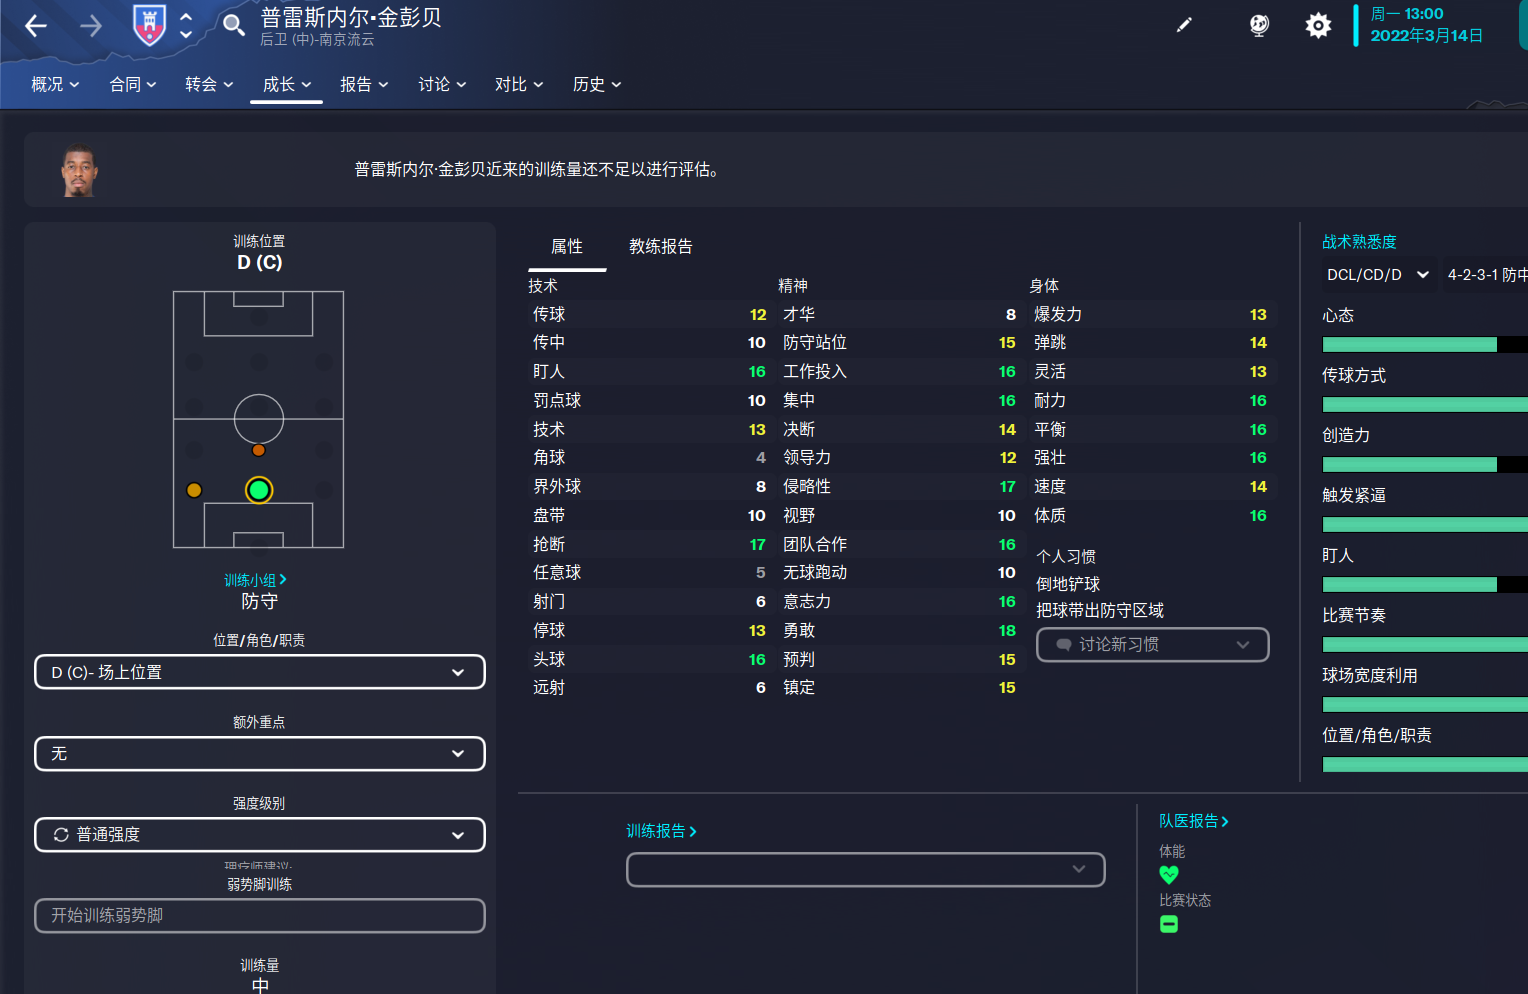 普雷斯内尔·金彭贝
后卫 (中)-南京流云
周一 13:00
2022年3月14日
概况 合同 转会 成长 报告 讨论 对比 历史
普雷斯内尔·金彭贝近来的训练量还不足以进行评估。
训练位置
D (C)
训练小组
防守
位置/角色/职责
D (C)- 场上位置
额外重点
无
强度级别
普通强度
理疗师建议:
弱势脚训练
开始训练弱势脚
训练量
中
属性 教练报告
技术
传球 12
传中 10
盯人 16
罚点球 10
技术 13
角球 4
界外球 8
盘带 10
抢断 17
任意球 5
射门 6
停球 13
头球 16
远射 6
精神
才华 8
防守站位 15
工作投入 16
集中 16
决断 14
领导力 12
侵略性 17
视野 10
团队合作 16
无球跑动 10
意志力 16
勇敢 18
预判 15
镇定 15
身体
爆发力 13
弹跳 14
灵活 13
耐力 16
平衡 16
强壮 16
速度 14
体质 16
个人习惯
倒地铲球
把球带出防守区域
讨论新习惯
战术熟悉度
DCL/CD/D 4-2-3-1 防中
心态
传球方式
创造力
触发紧逼
盯人
比赛节奏
球场宽度利用
位置/角色/职责
训练报告
队医报告
体能
比赛状态